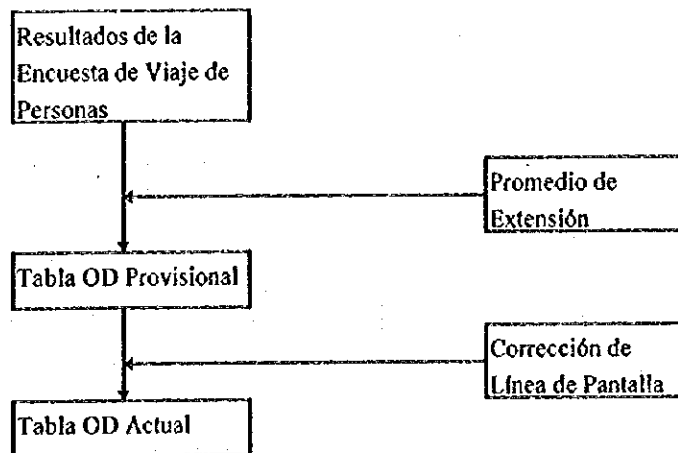 Resultados de la
Encuesta de Viaje de
Personas
Promedio de
Extensión
Tabla OD Provisional
Corrección de
Línea de Pantalla
Tabla OD Actual